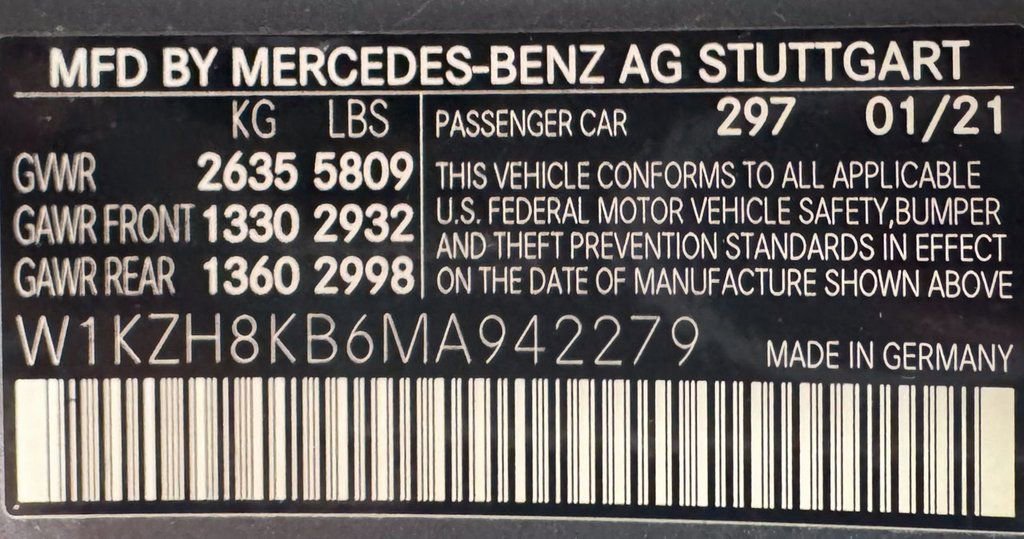 MFD BY MERCEDES-BENZ AG STUTTGART
KG LBS
GVWR 2635 5809
GAWR FRONT 1330 2932
GAWR REAR 1360 2998
PASSENGER CAR 297 01/21
THIS VEHICLE CONFORMS TO ALL APPLICABLE
U.S. FEDERAL MOTOR VEHICLE SAFETY,BUMPER
AND THEFT PREVENTION STANDARDS IN EFFECT
ON THE DATE OF MANUFACTURE SHOWN ABOVE
W1KZH8KB6MA942279
MADE IN GERMANY